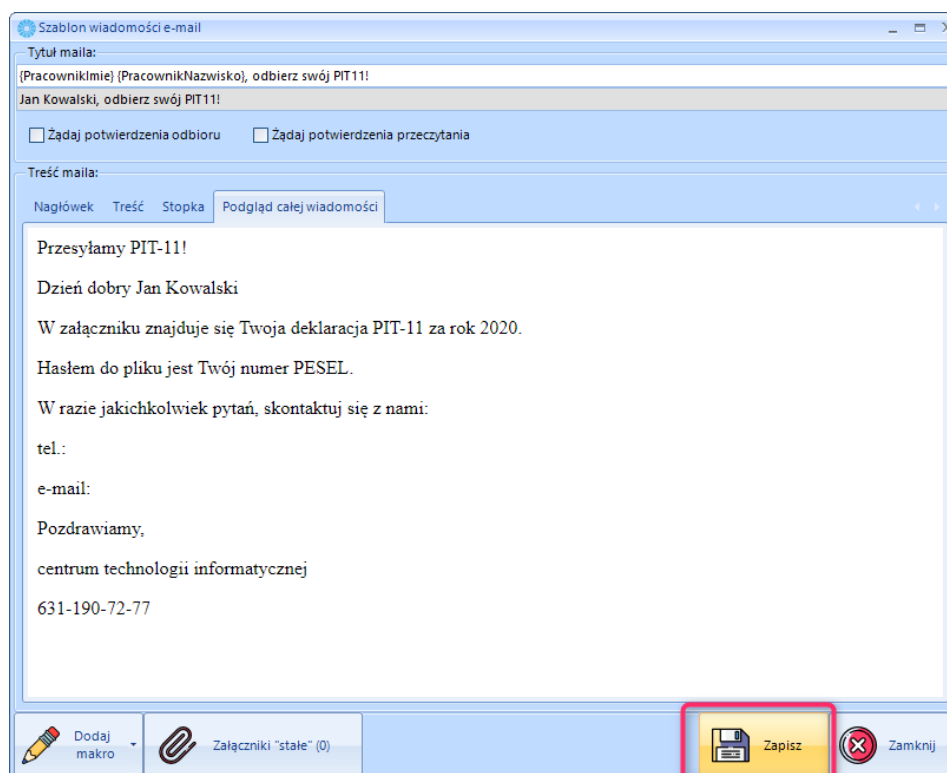 Szablon wiadomości e-mail
Tytuł maila:
{PracownikImie} {PracownikNazwisko}, odbierz swój PIT11!
Jan Kowalski, odbierz swój PIT11!
Żądaj potwierdzenia odbioru Żądaj potwierdzenia przeczytania
Treść maila:
Nagłówek Treść Stopka Podgląd całej wiadomości
Przesyłamy PIT-11!
Dzień dobry Jan Kowalski
W załączniku znajduje się Twoja deklaracja PIT-11 za rok 2020.
Hasłem do pliku jest Twój numer PESEL.
W razie jakichkolwiek pytań, skontaktuj się z nami:
tel.:
e-mail:
Pozdrawiamy,
centrum technologii informatycznej
631-190-72-77
Dodaj
makro
Załączniki "stałe" (0)
Zapisz
Zamknij